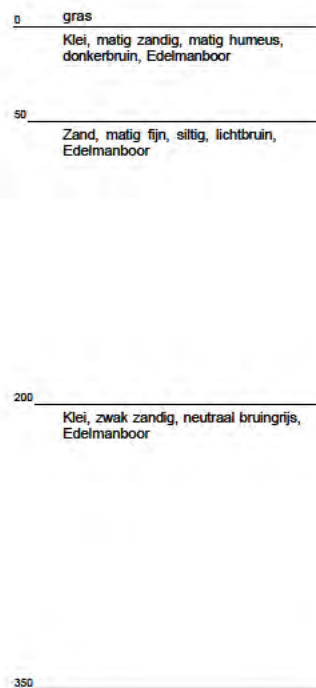 0 gras
Klei, matig zandig, matig humeus,
donkerbruin, Edelmanboor
50
Zand, matig fijn, siltig, lichtbruin,
Edelmanboor
200
Klei, zwak zandig, neutraal bruingrijs,
Edelmanboor
350